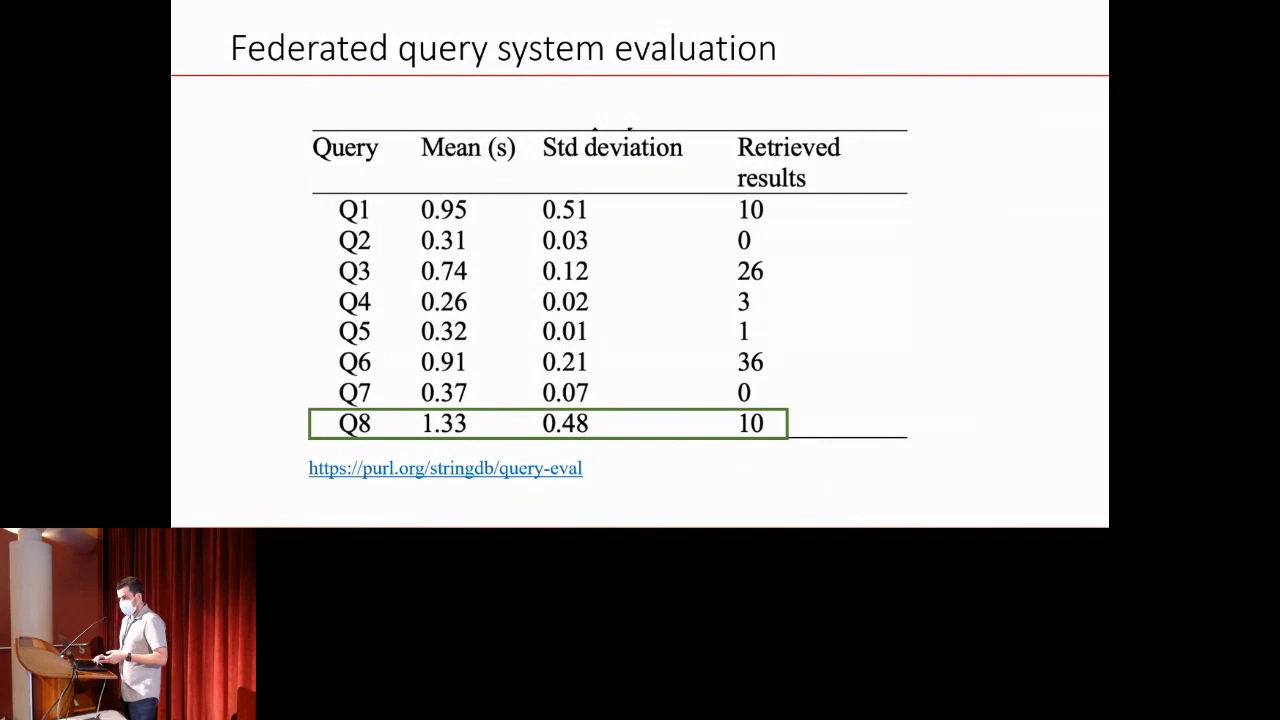 Federated query system evaluation
Query Mean (s) Std deviation Retrieved results
Q1 0.95 0.51 10
Q2 0.31 0.03 0
Q3 0.74 0.12 26
Q4 0.26 0.02 3
Q5 0.32 0.01 1
Q6 0.91 0.21 36
Q7 0.37 0.07 0
Q8 1.33 0.48 10
https://purl.org/stringdb/query-eval